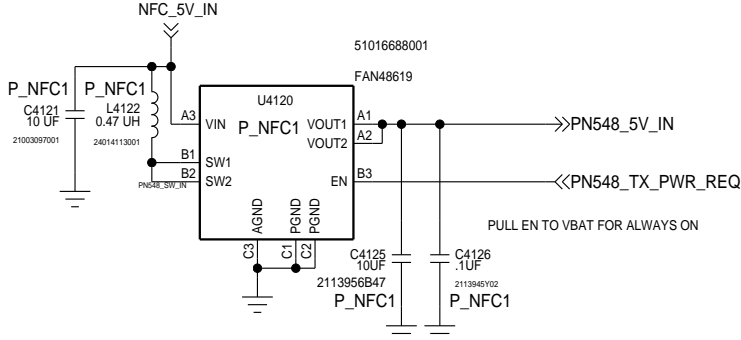 NFC_5V_IN
51016688001
FAN48619
P_NFC1
C4121
10 UF
21003097001
P_NFC1
L4122
0.47 UH
24014113001
U4120
P_NFC1
A3
VIN
VOUT1
A1
VOUT2
A2
PN548_5V_IN
B1
SW1
B2
SW2
PN548_SW_IN
EN
B3
PN548_TX_PWR_REQ
AGND
PGND
PGND
C3
C1
C2
PULL EN TO VBAT FOR ALWAYS ON
C4125
10UF
2113956B47
P_NFC1
C4126
.1UF
2113945Y02
P_NFC1